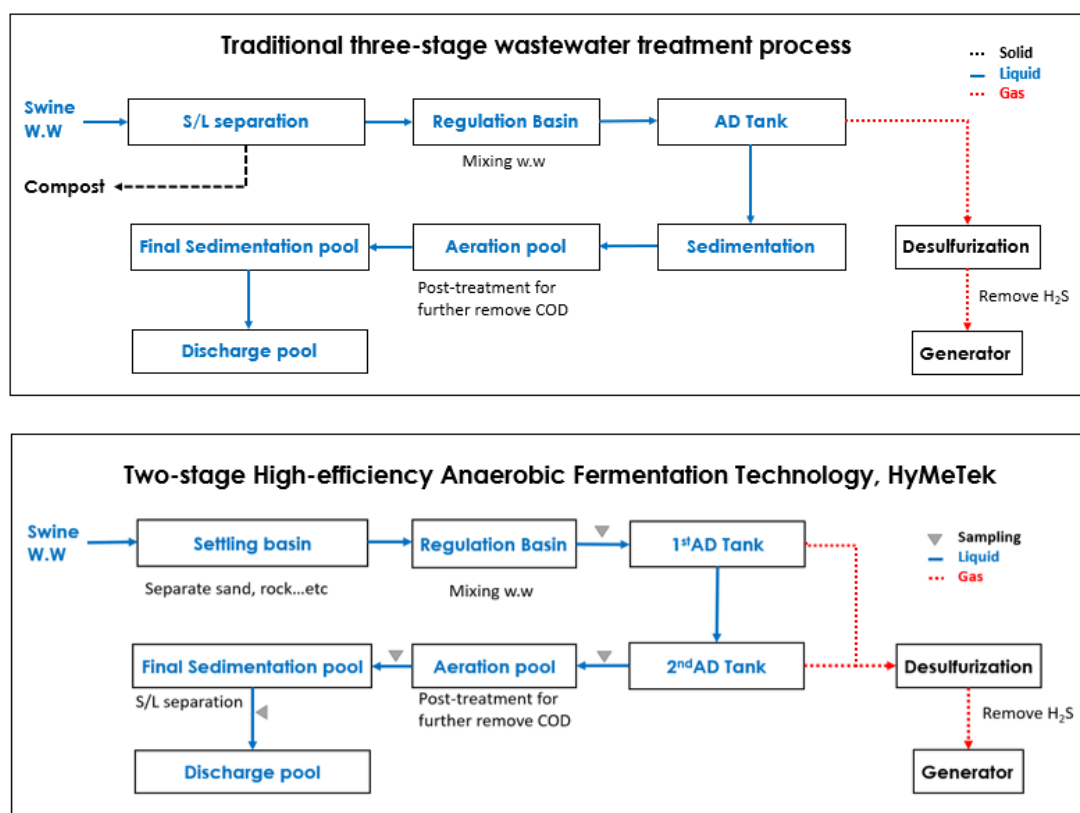 Traditional three-stage wastewater treatment process
Solid
Liquid
Gas
Swine
W.W
S/L separation
Regulation Basin
AD Tank
Mixing w.w
Compost
Final Sedimentation pool
Aeration pool
Sedimentation
Desulfurization
Post-treatment for
further remove COD
Remove H₂S
Discharge pool
Generator
Two-stage High-efficiency Anaerobic Fermentation Technology, HyMeTek
Sampling
Liquid
Gas
Swine
W.W
Settling basin
Regulation Basin
1ˢᵗAD Tank
Separate sand, rock...etc
Mixing w.w
Final Sedimentation pool
Aeration pool
2ⁿᵈAD Tank
Desulfurization
S/L separation
Post-treatment for
further remove COD
Remove H₂S
Discharge pool
Generator